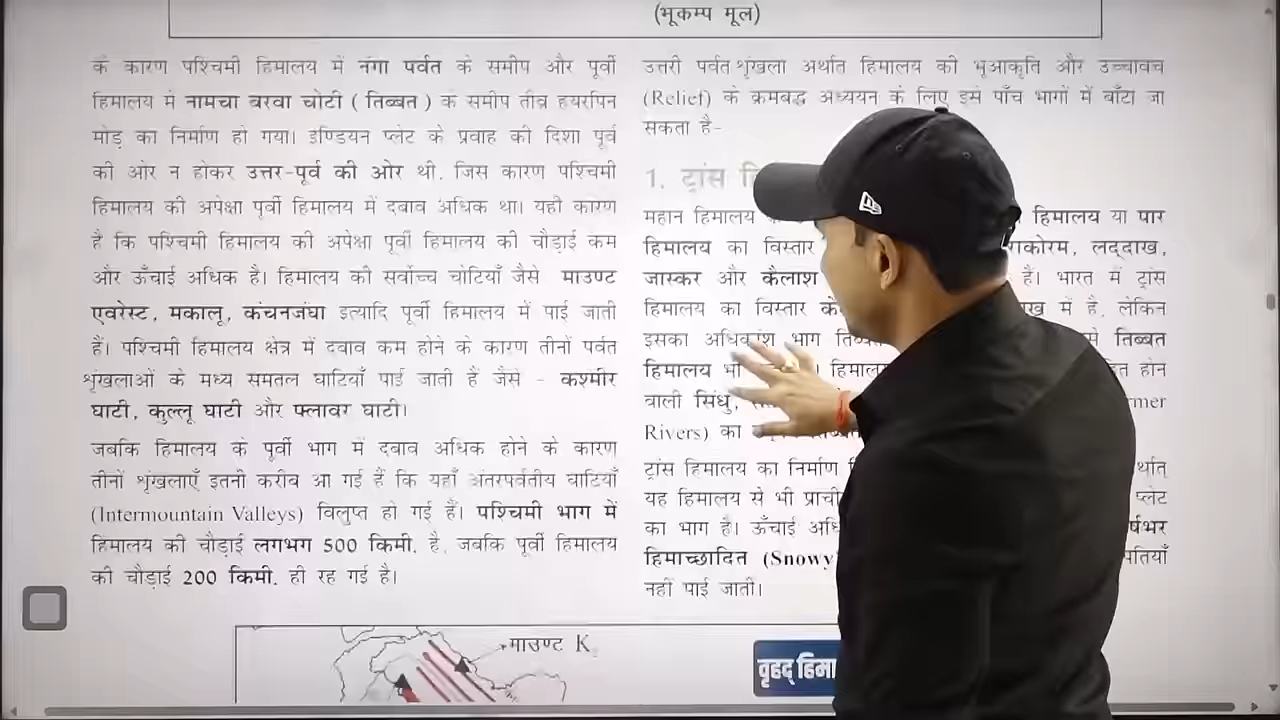 (भूकम्प मूल)
के कारण पश्चिमी हिमालय में नंगा पर्वत के समीप और पूर्वी
हिमालय में नामचा बरवा चोटी ( तिब्बत ) के समीप तीव्र हेयरपिन
मोड़ का निर्माण हो गया। इण्डियन प्लेट के प्रवाह की दिशा पूर्व
की ओर न होकर उत्तर-पूर्व की ओर थी, जिस कारण पश्चिमी
हिमालय की अपेक्षा पूर्वी हिमालय में दबाव अधिक था। यही कारण
है कि पश्चिमी हिमालय की अपेक्षा पूर्वी हिमालय की चौड़ाई कम
और ऊँचाई अधिक है। हिमालय की सर्वोच्च चोटियाँ जैसे माउण्ट
एवरेस्ट, मकालू, कंचनजंघा इत्यादि पूर्वी हिमालय में पाई जाती
हैं। पश्चिमी हिमालय क्षेत्र में दबाव कम होने के कारण तीनों पर्वत
शृंखलाओं के मध्य समतल घाटियाँ पाई जाती हैं जैसे - कश्मीर
घाटी, कुल्लू घाटी और फ्लावर घाटी।
जबकि हिमालय के पूर्वी भाग में दबाव अधिक होने के कारण
तीनों शृंखलाएँ इतनी करीब आ गई हैं कि यहाँ अंतरपर्वतीय घाटियाँ
(Intermountain Valleys) विलुप्त हो गई हैं। पश्चिमी भाग में
हिमालय की चौड़ाई लगभग 500 किमी. है, जबकि पूर्वी हिमालय
की चौड़ाई 200 किमी. ही रह गई है।
उत्तरी पर्वत शृंखला अर्थात हिमालय की भूआकृति और उच्चावच
(Relief) के क्रमबद्ध अध्ययन के लिए इसे पाँच भागों में बाँटा जा
सकता है-
1. ट्रांस
महान हिमालय हिमालय या पार
हिमालय का विस्तार लद्दाख,
जास्कर और कैलाश है। भारत में ट्रांस
हिमालय का विस्तार में है, लेकिन
इसका अधिकांश भाग तिब्बत
हिमालय भी होने
वाली सिंधु,
Rivers) का
ट्रांस हिमालय का निर्माण
यह हिमालय से भी प्लेट
का भाग है। ऊँचाई
हिमाच्छादित (Snowy
नहीं पाई जाती।
माउण्ट K
वृहद्